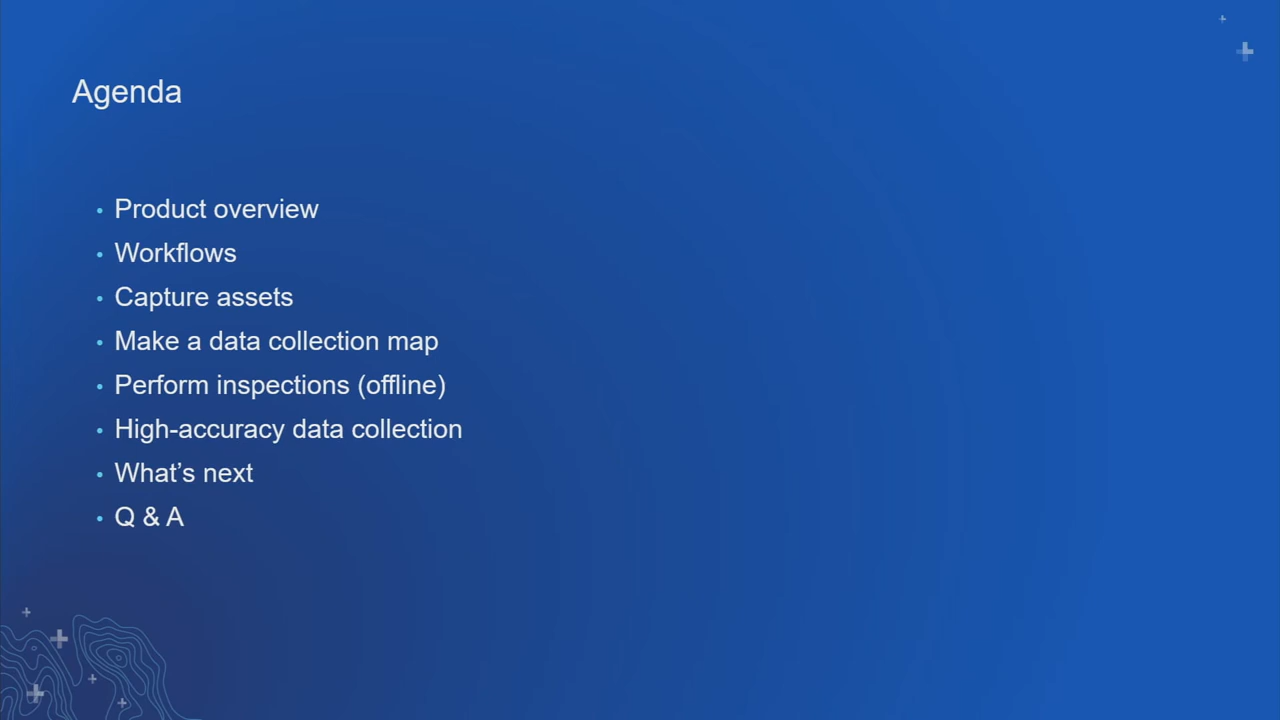 Agenda
• Product overview
• Workflows
• Capture assets
• Make a data collection map
• Perform inspections (offline)
• High-accuracy data collection
• What’s next
• Q & A